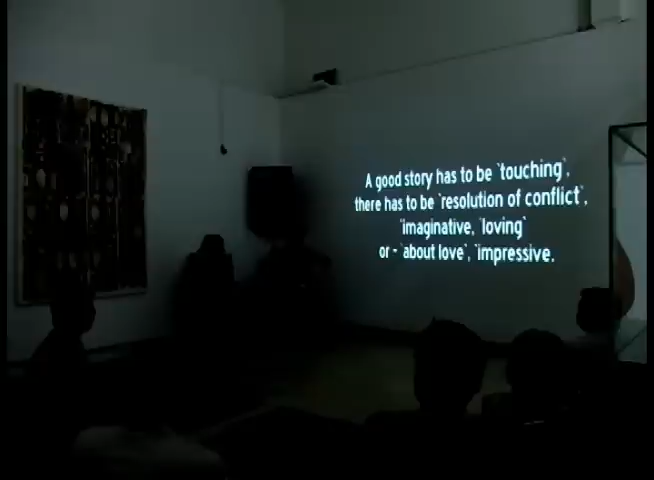 A good story has to be `touching`,
there has to be `resolution of conflict`,
`imaginative, `loving`
or - `about love`, `impressive.